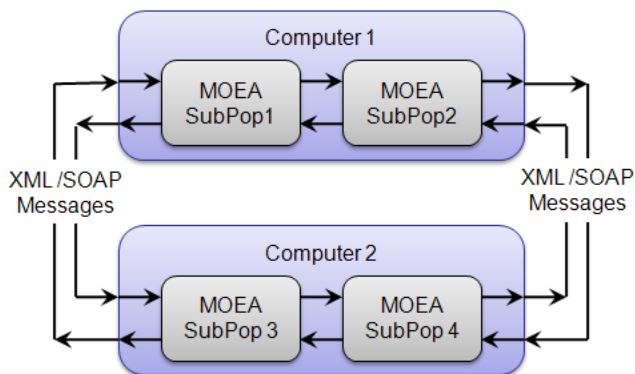 Computer 1
MOEA
SubPop1
MOEA
SubPop2
XML /SOAP
Messages
XML /SOAP
Messages
Computer 2
MOEA
SubPop 3
MOEA
SubPop 4